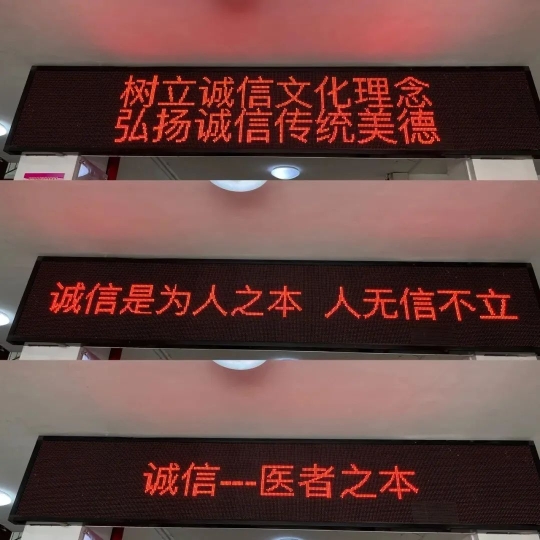 树立诚信文化理念
弘扬诚信传统美德
诚信是为人之本 人无信不立
诚信---医者之本